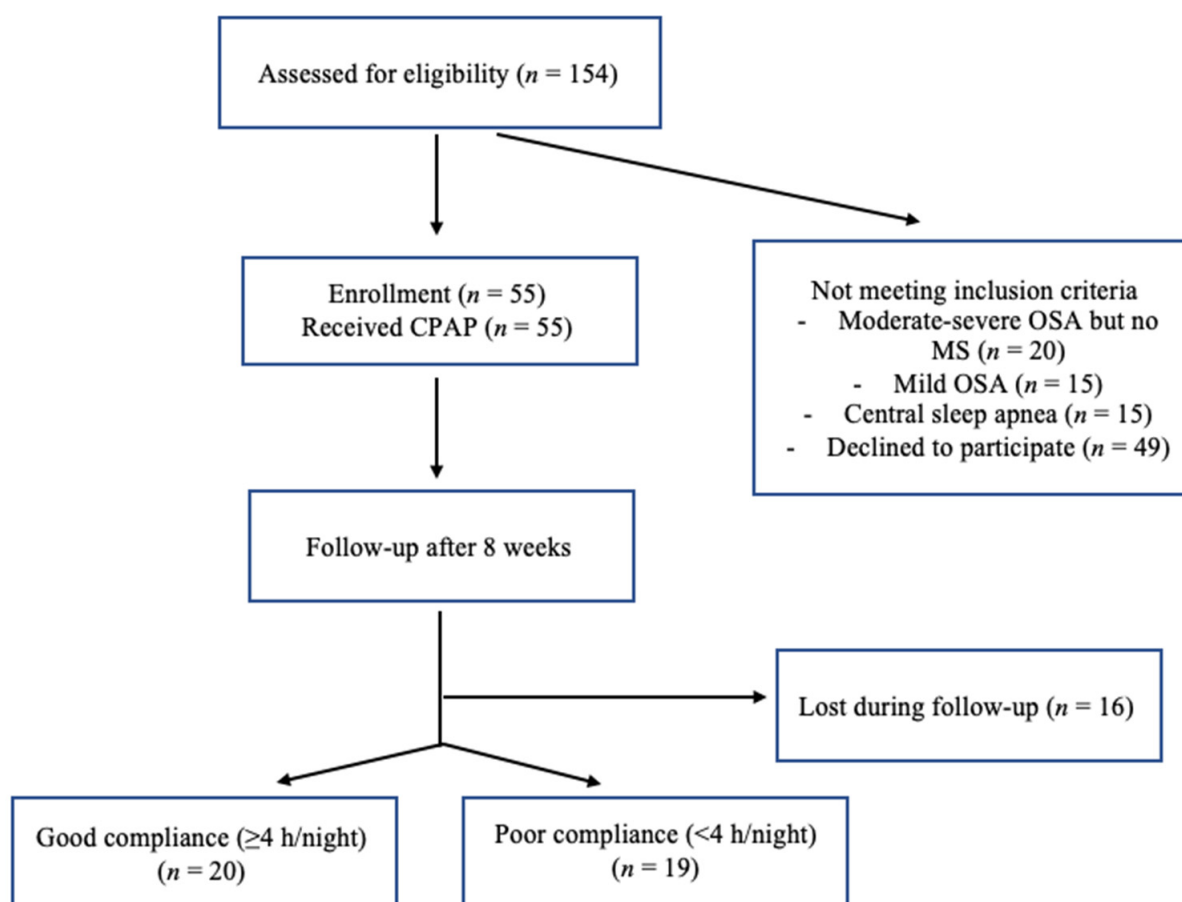 Assessed for eligibility (n = 154)
Enrollment (n = 55)
Received CPAP (n = 55)
Not meeting inclusion criteria
- Moderate-severe OSA but no
MS (n = 20)
- Mild OSA (n = 15)
- Central sleep apnea (n = 15)
- Declined to participate (n = 49)
Follow-up after 8 weeks
Lost during follow-up (n = 16)
Good compliance (≥4 h/night)
(n = 20)
Poor compliance (<4 h/night)
(n = 19)